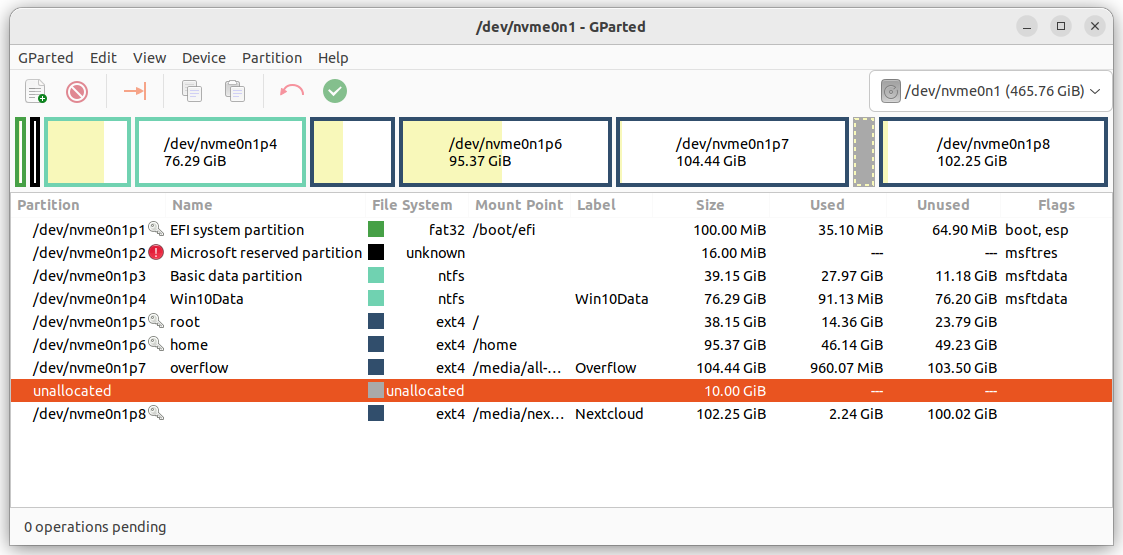 /dev/nvme0n1 - GParted
GParted Edit View Device Partition Help
/dev/nvme0n1 (465.76 GiB)
/dev/nvme0n1p4
76.29 GiB
/dev/nvme0n1p6
95.37 GiB
/dev/nvme0n1p7
104.44 GiB
/dev/nvme0n1p8
102.25 GiB
Partition Name File System Mount Point Label Size Used Unused Flags
/dev/nvme0n1p1 EFI system partition fat32 /boot/efi 100.00 MiB 35.10 MiB 64.90 MiB boot, esp
/dev/nvme0n1p2 Microsoft reserved partition unknown 16.00 MiB --- --- msftres
/dev/nvme0n1p3 Basic data partition ntfs 39.15 GiB 27.97 GiB 11.18 GiB msftdata
/dev/nvme0n1p4 Win10Data ntfs Win10Data 76.29 GiB 91.13 MiB 76.20 GiB msftdata
/dev/nvme0n1p5 root ext4 / 38.15 GiB 14.36 GiB 23.79 GiB
/dev/nvme0n1p6 home ext4 /home 95.37 GiB 46.14 GiB 49.23 GiB
/dev/nvme0n1p7 overflow ext4 /media/all-... Overflow 104.44 GiB 960.07 MiB 103.50 GiB
unallocated unallocated 10.00 GiB --- ---
/dev/nvme0n1p8 ext4 /media/nex... Nextcloud 102.25 GiB 2.24 GiB 100.02 GiB
0 operations pending